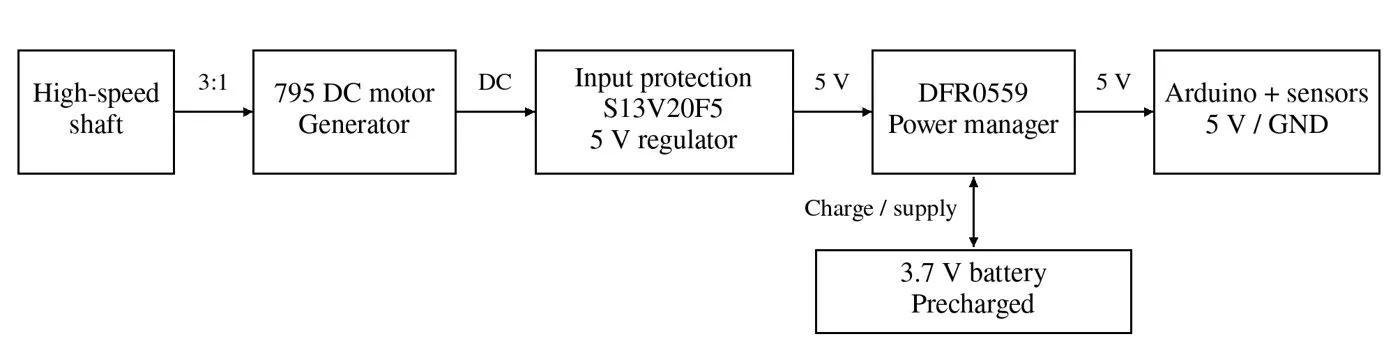 High-speed
shaft
3:1
795 DC motor
Generator
DC
Input protection
S13V20F5
5 V regulator
5 V
DFR0559
Power manager
5 V
Arduino + sensors
5 V / GND
Charge / supply
3.7 V battery
Precharged